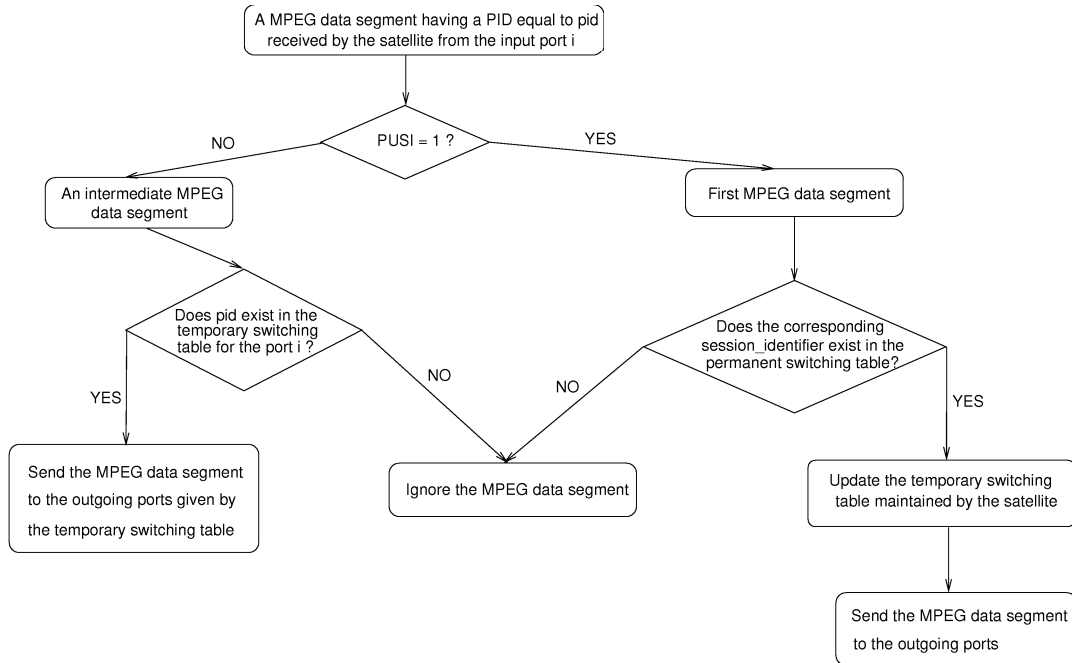 A MPEG data segment having a PID equal to pid
received by the satellite from the input port i
PUSI = 1 ?
NO
YES
An intermediate MPEG
data segment
First MPEG data segment
Does pid exist in the
temporary switching
table for the port i ?
Does the corresponding
session_identifier exist in the
permanent switching table?
NO
NO
YES
YES
Send the MPEG data segment
to the outgoing ports given by
the temporary switching table
Ignore the MPEG data segment
Update the temporary switching
table maintained by the satellite
Send the MPEG data segment
to the outgoing ports